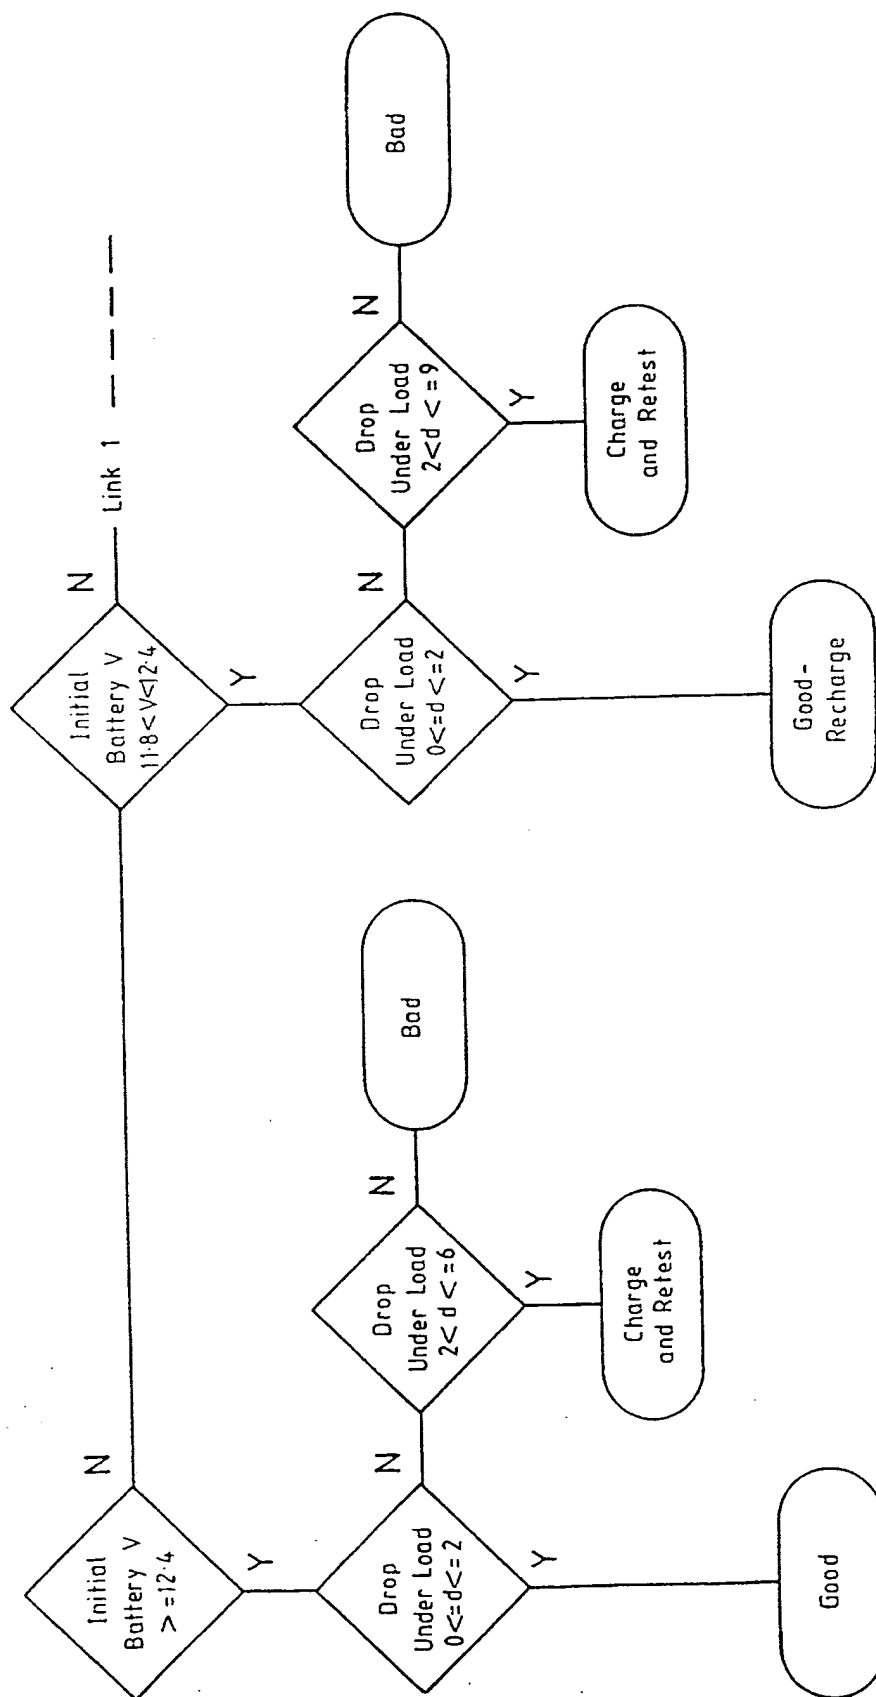 Initial
Battery V
>=12·4
N
Y
Drop
Under Load
0<=d<=2
N
Y
Good
Drop
Under Load
2<d<=6
N
Y
Charge
and Retest
Bad
Initial
Battery V
11·8<V<12·4
N
Link 1
Y
Drop
Under Load
0<=d<=2
N
Y
Good-
Recharge
Drop
Under Load
2<d<=9
N
Y
Charge
and Retest
Bad